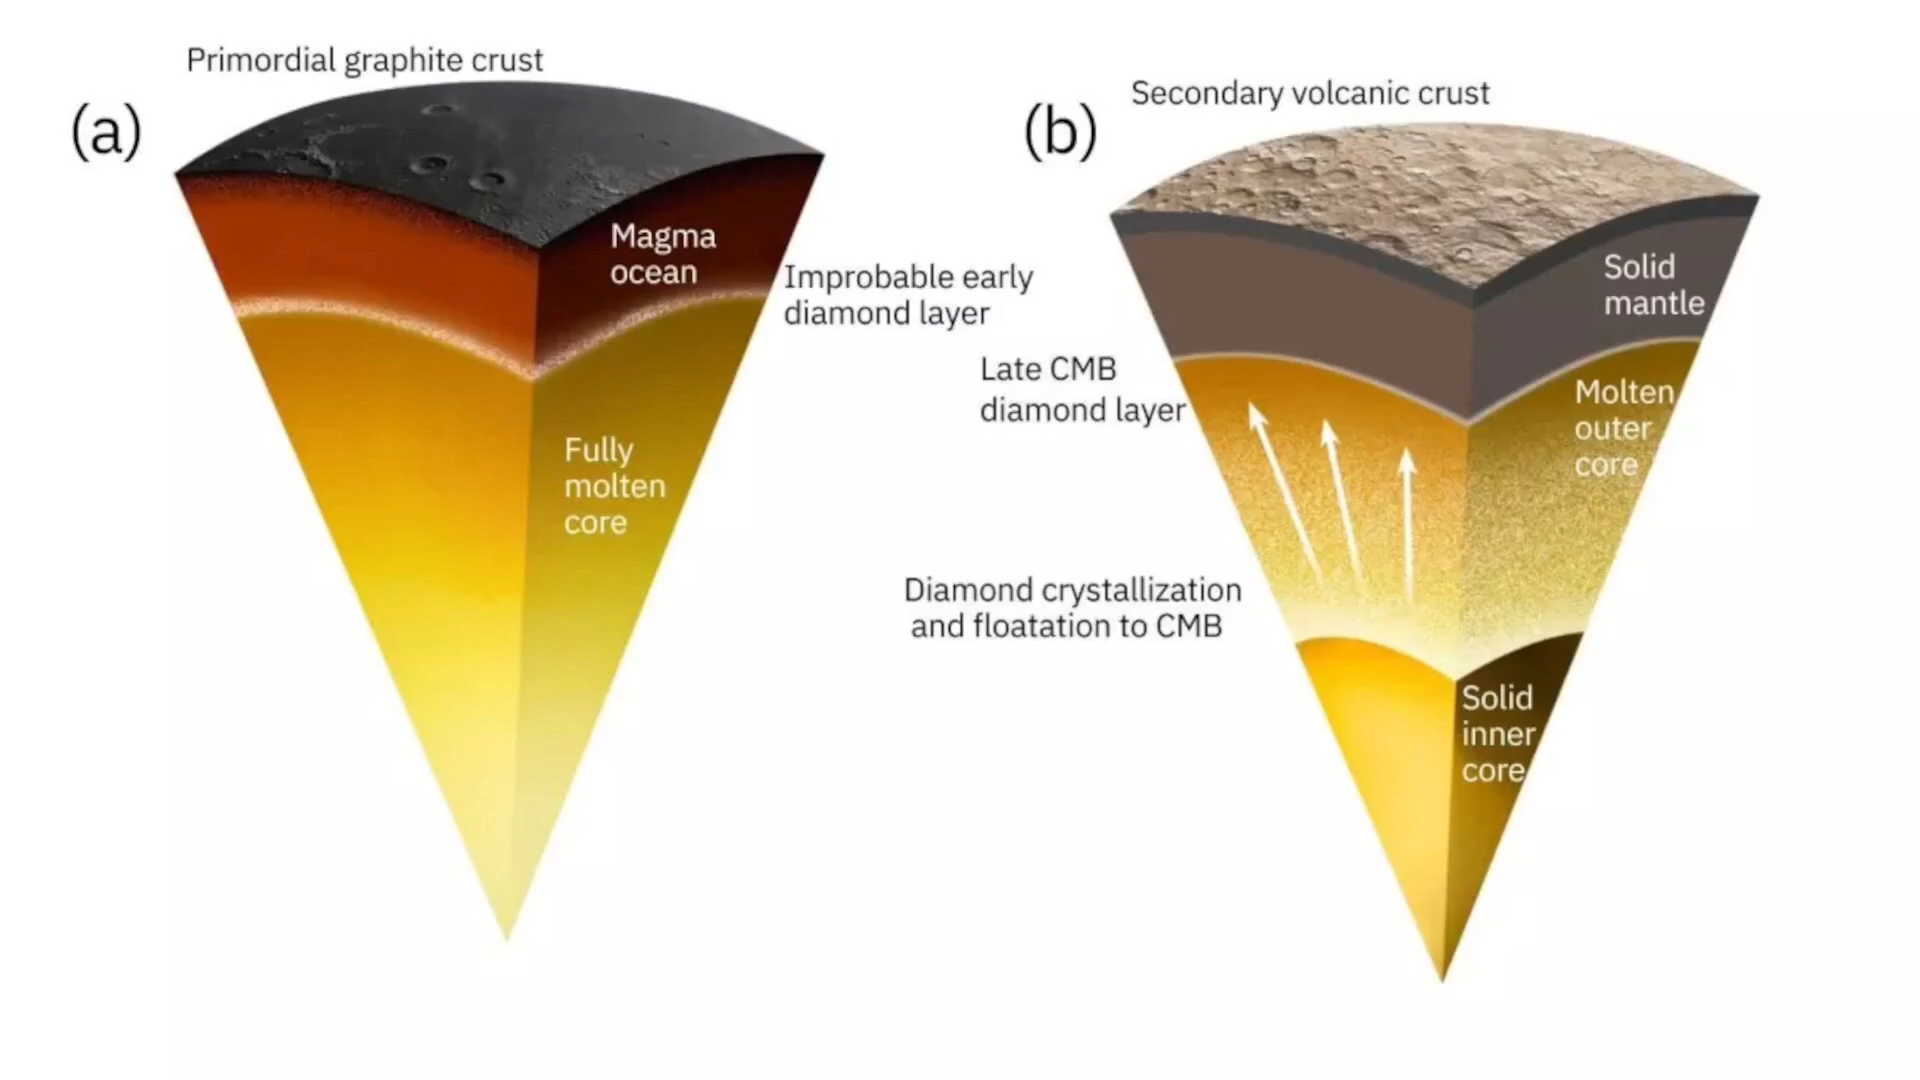 Primordial graphite crust
(a)
Magma
ocean
Improbable early
diamond layer
Fully
molten
core
Secondary volcanic crust
(b)
Solid
mantle
Late CMB
diamond layer
Molten
outer
core
Diamond crystallization
and floatation to CMB
Solid
inner
core